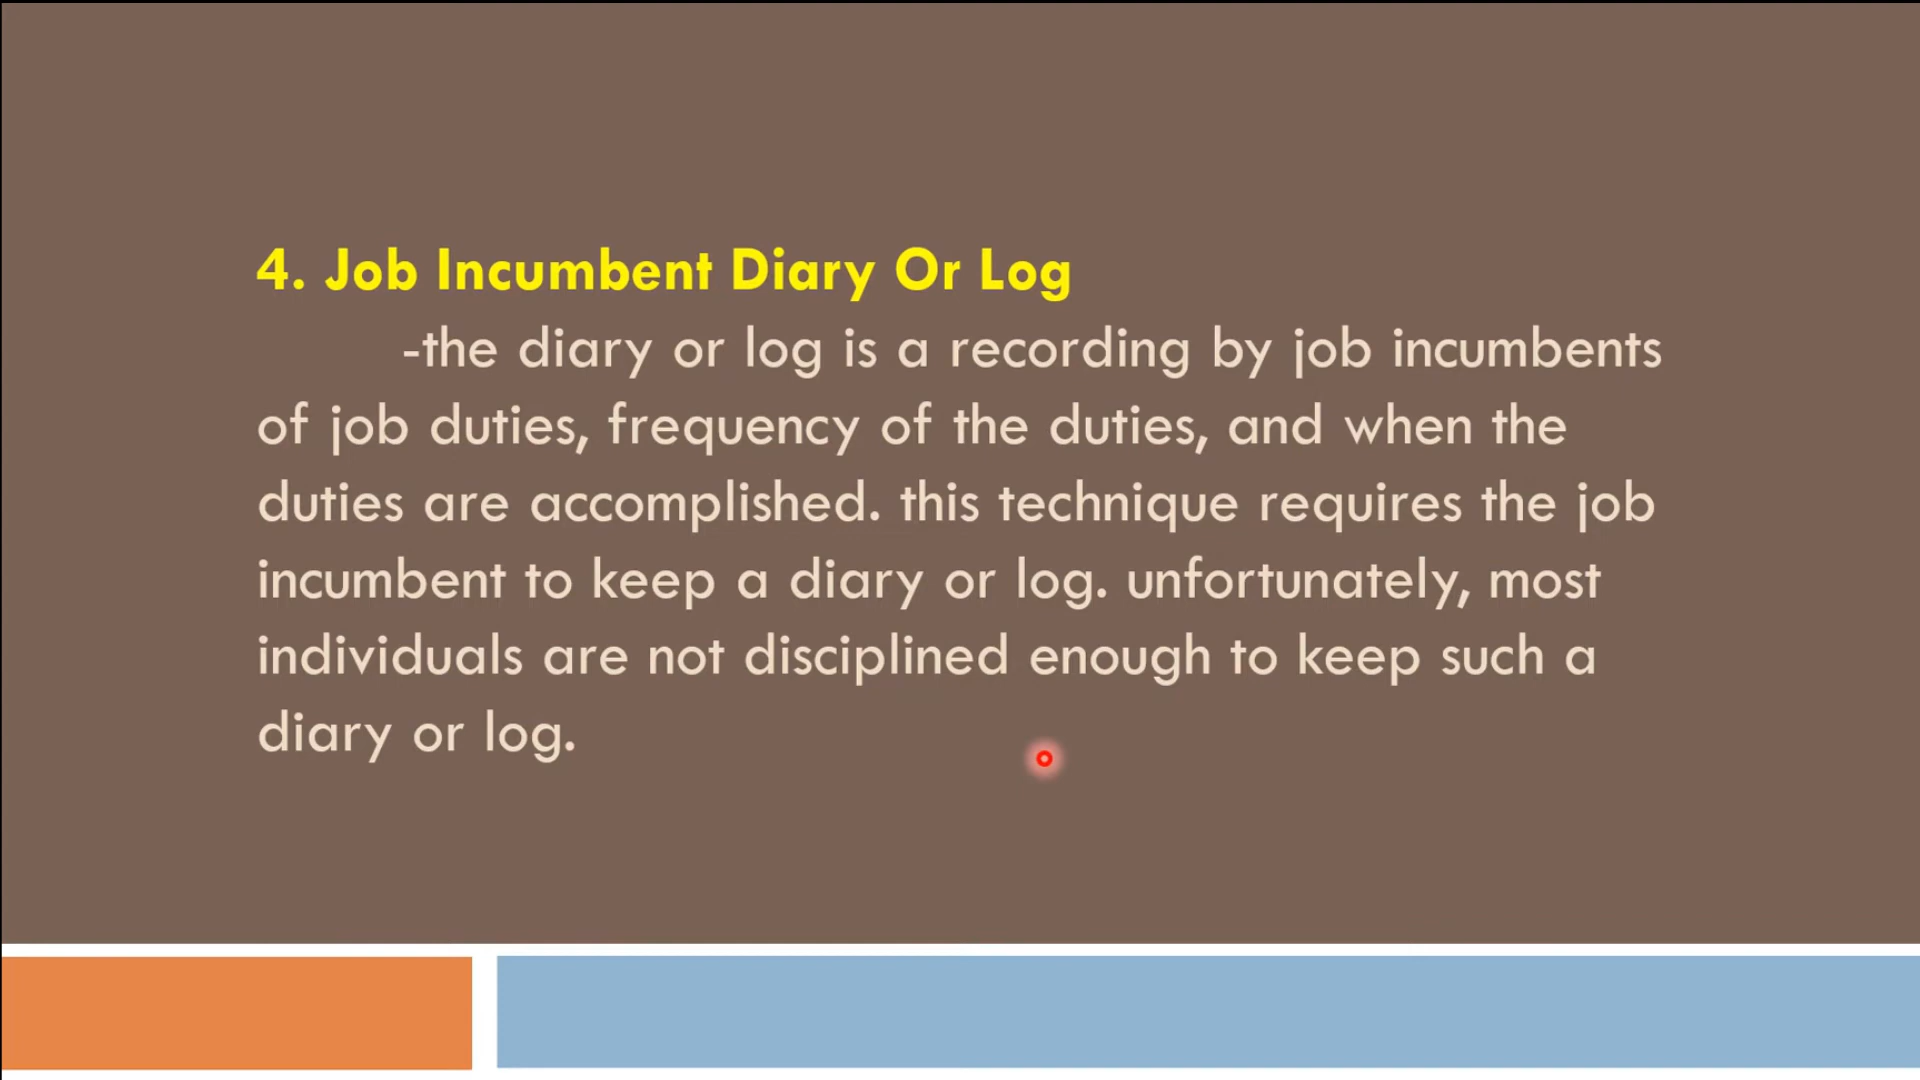 4. Job Incumbent Diary Or Log
-the diary or log is a recording by job incumbents
of job duties, frequency of the duties, and when the
duties are accomplished. this technique requires the job
incumbent to keep a diary or log. unfortunately, most
individuals are not disciplined enough to keep such a
diary or log.